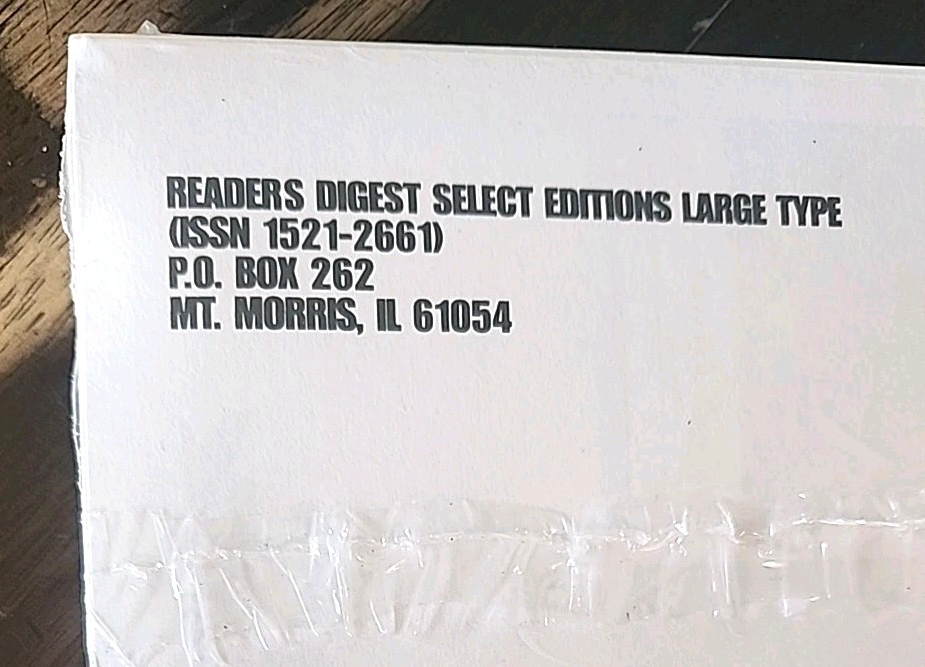 READERS DIGEST SELECT EDITIONS LARGE TYPE
(ISSN 1521-2661)
P.O. BOX 262
MT. MORRIS, IL 61054